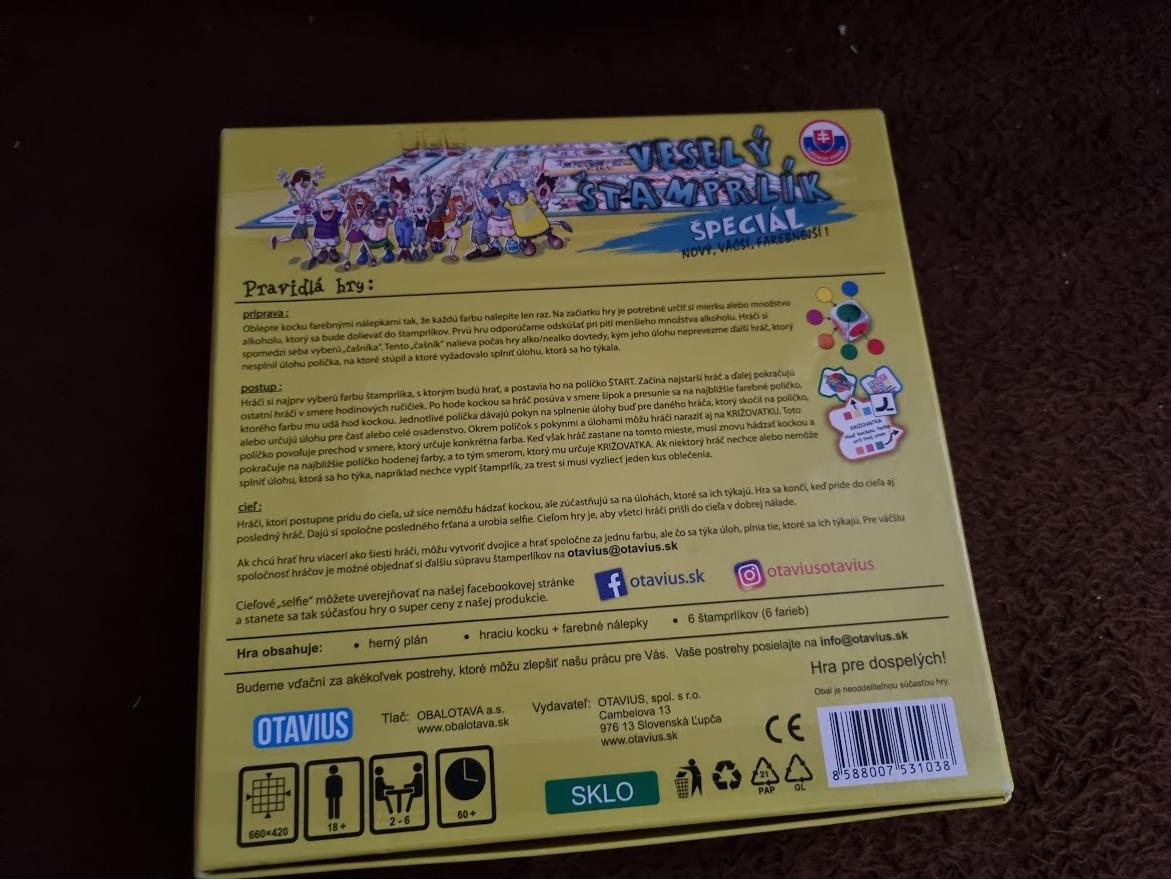 VESELÝ
ŠTAMPRLÍK
ŠPECIÁL
NOVÝ, VÄČŠÍ, FAREBNEJŠÍ!
Pravidlá hry:
príprava :
Oblepte kocku farebnými nálepkami tak, že každú farbu nalepíte len raz. Na začiatku hry je potrebné určiť si mierku alebo množstvo
alkoholu, ktorý sa bude dolievať do štamprlíkov. Prvú hru odporúčame odskúšať pri pití menšieho množstva alkoholu. Hráči si
spomedzi seba vyberú „čašníka“. Tento „čašník“ nalieva počas hry alko/nealko dovtedy, kým jeho úlohu neprevezme ďalší hráč, ktorý
nesplnil úlohu políčka, na ktoré stúpil a ktoré vyžadovalo splniť úlohu, ktorá sa ho týkala.
postup :
Hráči si najprv vyberú farbu štamprlíka, s ktorým budú hrať, a postavia ho na políčko ŠTART. Začína najstarší hráč a ďalej pokračujú
ostatní hráči v smere hodinových ručičiek. Po hode kockou sa hráč posúva v smere šípok a presunie sa na najbližšie farebné políčko,
ktorého farbu mu udá hod kockou. Jednotlivé políčka dávajú pokyn na splnenie úlohy buď pre daného hráča, ktorý skočil na políčko,
alebo určujú úlohu pre časť alebo celé osadenstvo. Okrem políčok s pokynmi a úlohami môžu hráči naraziť aj na KRIŽOVATKU. Toto
políčko povoľuje prechod v smere, ktorý určuje konkrétna farba. Keď však hráč zastane na tomto mieste, musí znovu hádzať kockou a
pokračuje na najbližšie políčko hodenej farby, a to tým smerom, ktorý mu určuje KRIŽOVATKA. Ak niektorý hráč nechce alebo nemôže
splniť úlohu, ktorá sa ho týka, napríklad nechce vypiť štamprlík, za trest si musí vyzliecť jeden kus oblečenia.
KRIŽOVATKA
Hoď kockou, farba
určí tvoj smer
cieľ :
Hráči, ktorí postupne prídu do cieľa, už síce nemôžu hádzať kockou, ale zúčastňujú sa na úlohách, ktoré sa ich týkajú. Hra sa končí, keď príde do cieľa aj
posledný hráč. Dajú si spoločne posledného frťana a urobia selfie. Cieľom hry je, aby všetci hráči prišli do cieľa v dobrej nálade.
Ak chcú hrať hru viacerí ako šiesti hráči, môžu vytvoriť dvojice a hrať spoločne za jednu farbu, ale čo sa týka úloh, plnia tie, ktoré sa ich týkajú. Pre väčšiu
spoločnosť hráčov je možné objednať si ďalšiu súpravu štamperlíkov na otavius@otavius.sk
Cieľové „selfie“ môžete uverejňovať na našej facebookovej stránke
a stanete sa tak súčasťou hry o super ceny z našej produkcie.
otavius.sk
otaviusotavius
Hra obsahuje: • herný plán • hraciu kocku + farebné nálepky • 6 štamprlíkov (6 farieb)
Budeme vďační za akékoľvek postrehy, ktoré môžu zlepšiť našu prácu pre Vás. Vaše postrehy posielajte na info@otavius.sk
Hra pre dospelých!
Obal je neoddeliteľnou súčasťou hry.
OTAVIUS
Tlač: OBALOTAVA a.s.
www.obalotava.sk
Vydavateľ: OTAVIUS, spol. s r.o.
Cambelova 13
976 13 Slovenská Ľupča
www.otavius.sk
CE
8 588007 531038
660×420
18+
2 - 6
60+
SKLO
21
PAP
GL